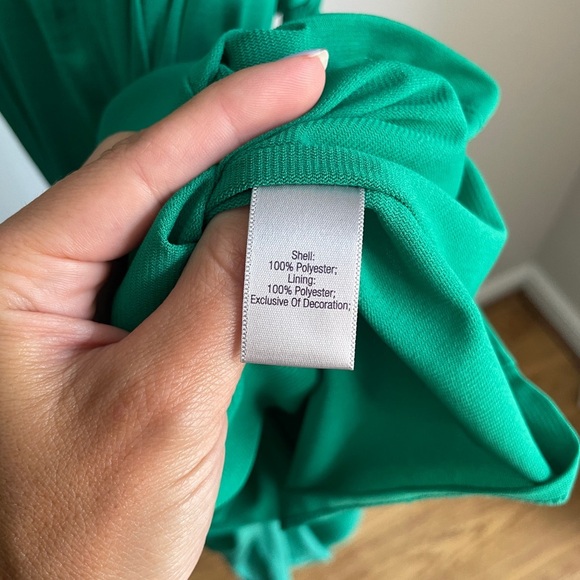 Shell:
100% Polyester;
Lining:
100% Polyester;
Exclusive Of Decoration;